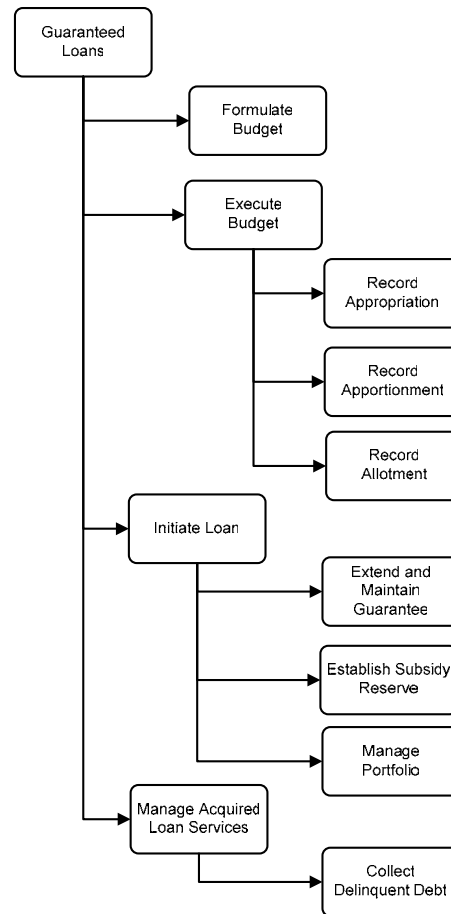 Guaranteed
Loans
Formulate
Budget
Execute
Budget
Record
Appropriation
Record
Apportionment
Record
Allotment
Initiate Loan
Extend and
Maintain
Guarantee
Establish Subsidy
Reserve
Manage
Portfolio
Manage Acquired
Loan Services
Collect
Delinquent Debt